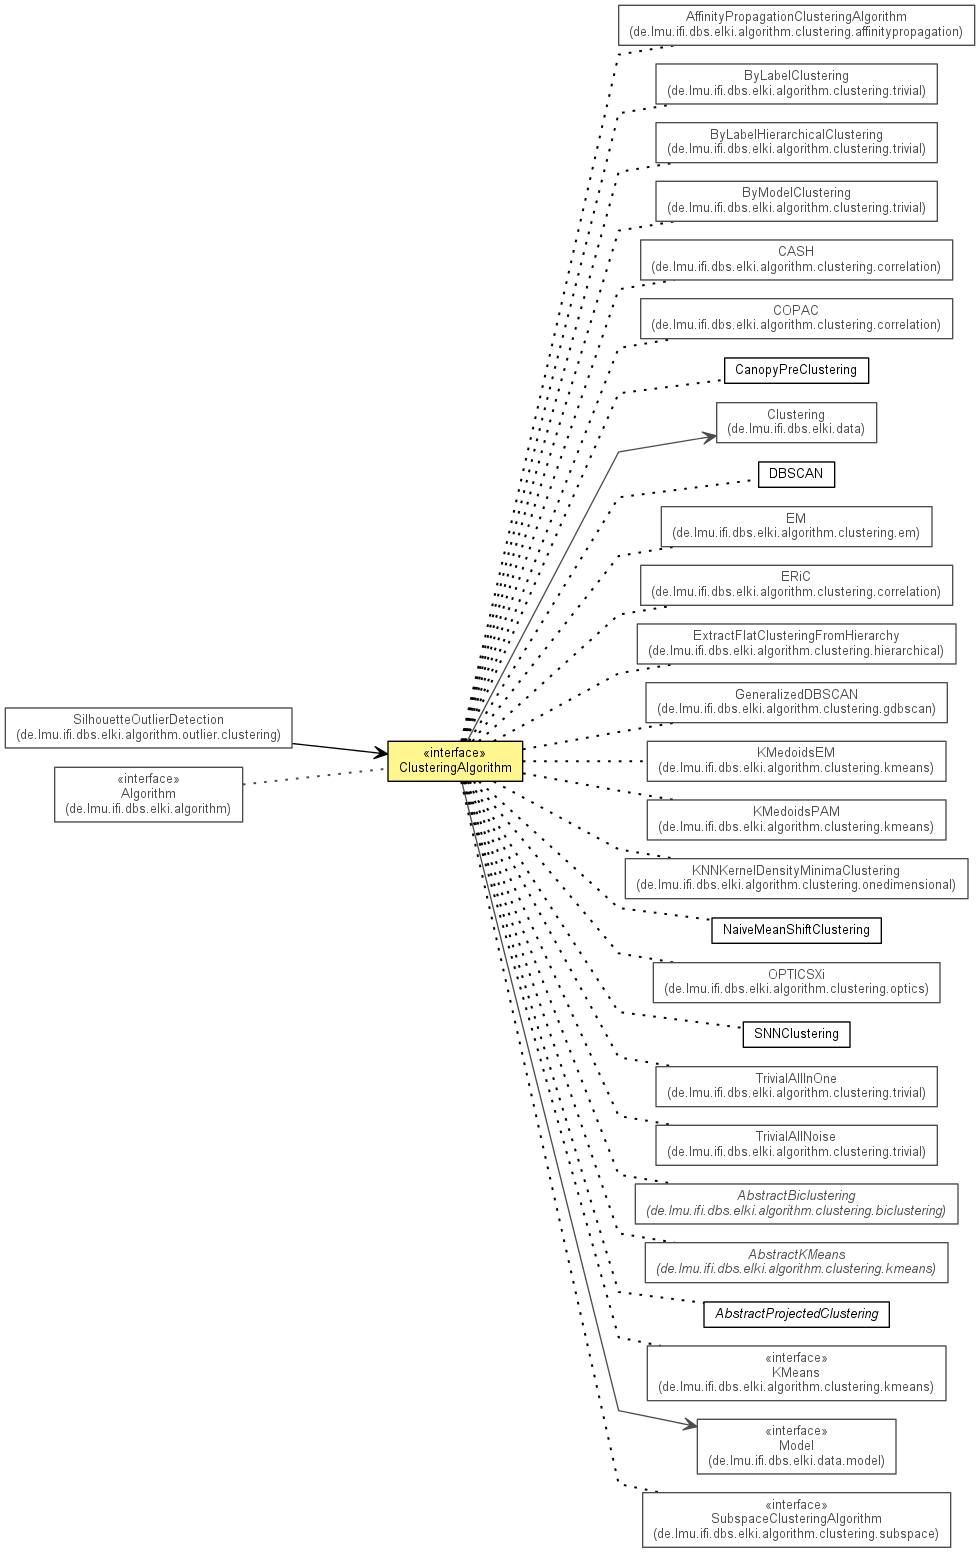 AffinityPropagationClusteringAlgorithm
(de.lmu.ifi.dbs.elki.algorithm.clustering.affinitypropagation)
ByLabelClustering
(de.lmu.ifi.dbs.elki.algorithm.clustering.trivial)
ByLabelHierarchicalClustering
(de.lmu.ifi.dbs.elki.algorithm.clustering.trivial)
ByModelClustering
(de.lmu.ifi.dbs.elki.algorithm.clustering.trivial)
CASH
(de.lmu.ifi.dbs.elki.algorithm.clustering.correlation)
COPAC
(de.lmu.ifi.dbs.elki.algorithm.clustering.correlation)
CanopyPreClustering
Clustering
(de.lmu.ifi.dbs.elki.data)
DBSCAN
EM
(de.lmu.ifi.dbs.elki.algorithm.clustering.em)
ERiC
(de.lmu.ifi.dbs.elki.algorithm.clustering.correlation)
ExtractFlatClusteringFromHierarchy
(de.lmu.ifi.dbs.elki.algorithm.clustering.hierarchical)
GeneralizedDBSCAN
(de.lmu.ifi.dbs.elki.algorithm.clustering.gdbscan)
SilhouetteOutlierDetection
(de.lmu.ifi.dbs.elki.algorithm.outlier.clustering)
«interface»
Algorithm
(de.lmu.ifi.dbs.elki.algorithm)
«interface»
ClusteringAlgorithm
KMedoidsEM
(de.lmu.ifi.dbs.elki.algorithm.clustering.kmeans)
KMedoidsPAM
(de.lmu.ifi.dbs.elki.algorithm.clustering.kmeans)
KNNKernelDensityMinimaClustering
(de.lmu.ifi.dbs.elki.algorithm.clustering.onedimensional)
NaiveMeanShiftClustering
OPTICSXi
(de.lmu.ifi.dbs.elki.algorithm.clustering.optics)
SNNClustering
TrivialAllInOne
(de.lmu.ifi.dbs.elki.algorithm.clustering.trivial)
TrivialAllNoise
(de.lmu.ifi.dbs.elki.algorithm.clustering.trivial)
AbstractBiclustering
(de.lmu.ifi.dbs.elki.algorithm.clustering.biclustering)
AbstractKMeans
(de.lmu.ifi.dbs.elki.algorithm.clustering.kmeans)
AbstractProjectedClustering
«interface»
KMeans
(de.lmu.ifi.dbs.elki.algorithm.clustering.kmeans)
«interface»
Model
(de.lmu.ifi.dbs.elki.data.model)
«interface»
SubspaceClusteringAlgorithm
(de.lmu.ifi.dbs.elki.algorithm.clustering.subspace)